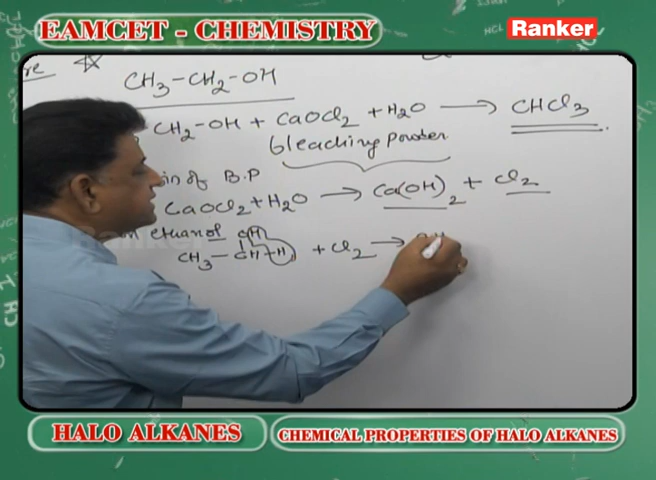 EAMCET - CHEMISTRY
Ranker
CH3-CH2-OH
CH2-OH + CaOCl2 + H2O → CHCl3
bleaching powder
of B.P
CaOCl2 + H2O → Ca(OH)2 + Cl2
ethanol OH
CH3 - CH - H + Cl2 →
HALO ALKANES
CHEMICAL PROPERTIES OF HALO ALKANES